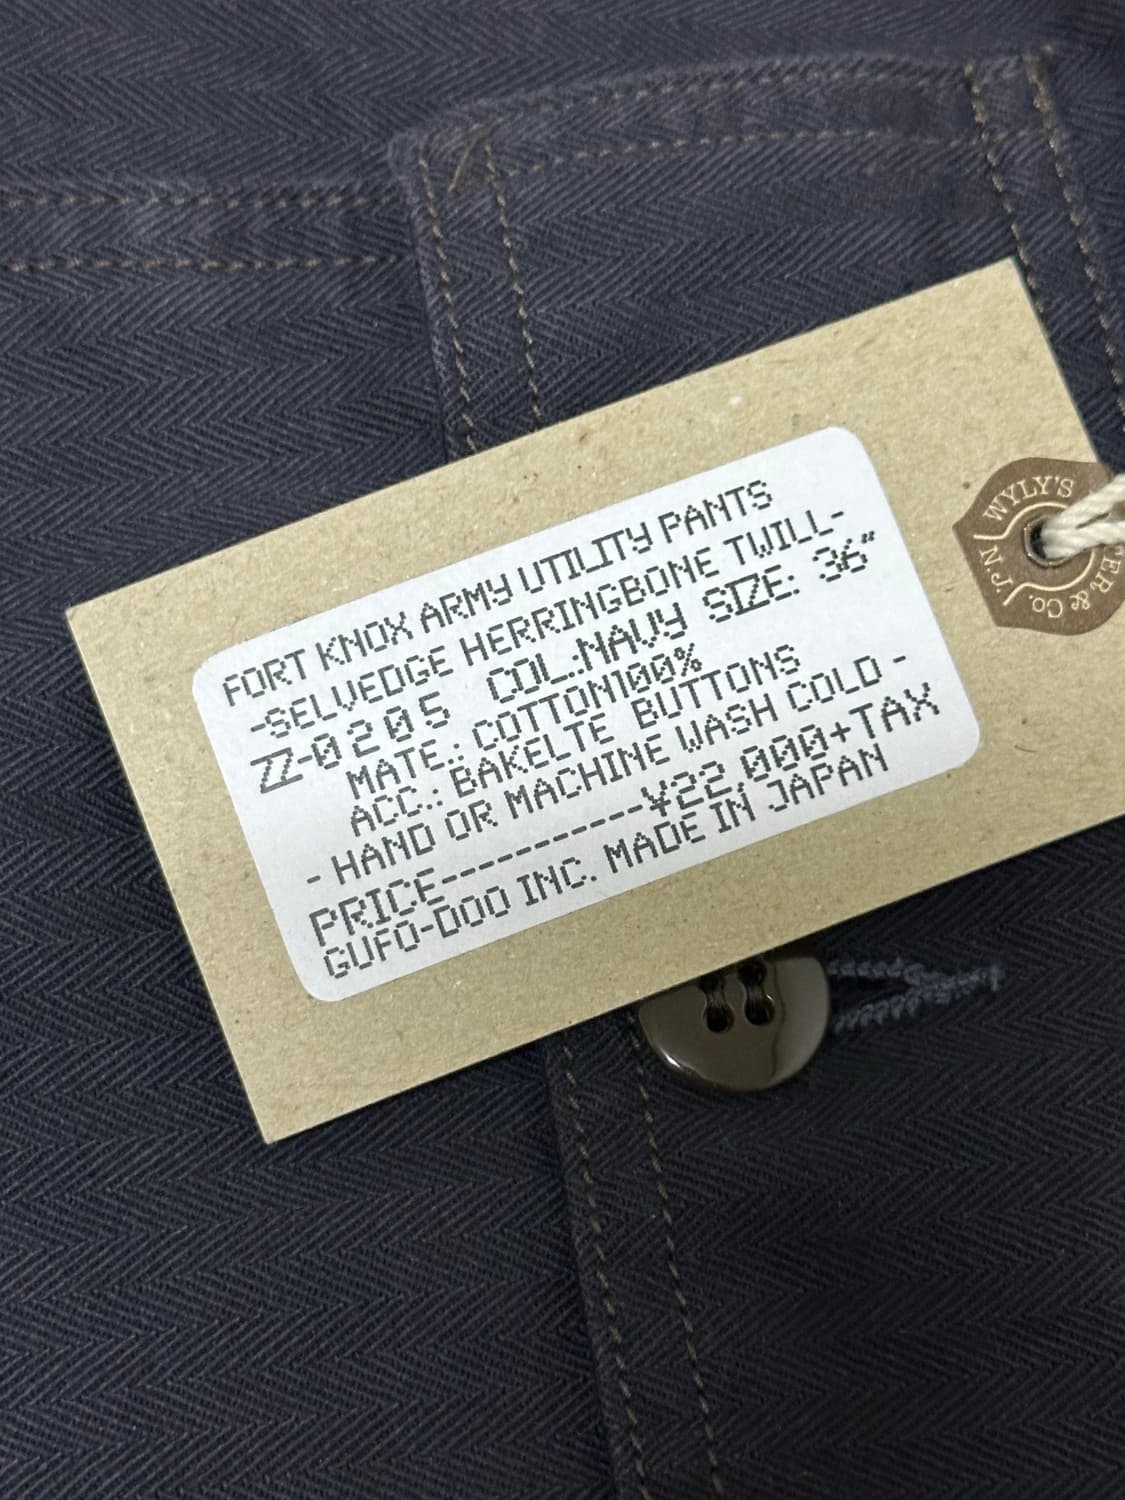 FORT KNOX ARMY UTILITY PANTS
-SELVEDGE HERRINGBONE TWILL-
ZZ-0205 COL.:NAVY SIZE: 36"
MATE.: COTTON100%
ACC.: BAKELTE BUTTONS
- HAND OR MACHINE WASH COLD -
PRICE-----------¥22,000+TAX
GUFO-DOO INC. MADE IN JAPAN
WYLY'S
& Co.
J'P'N